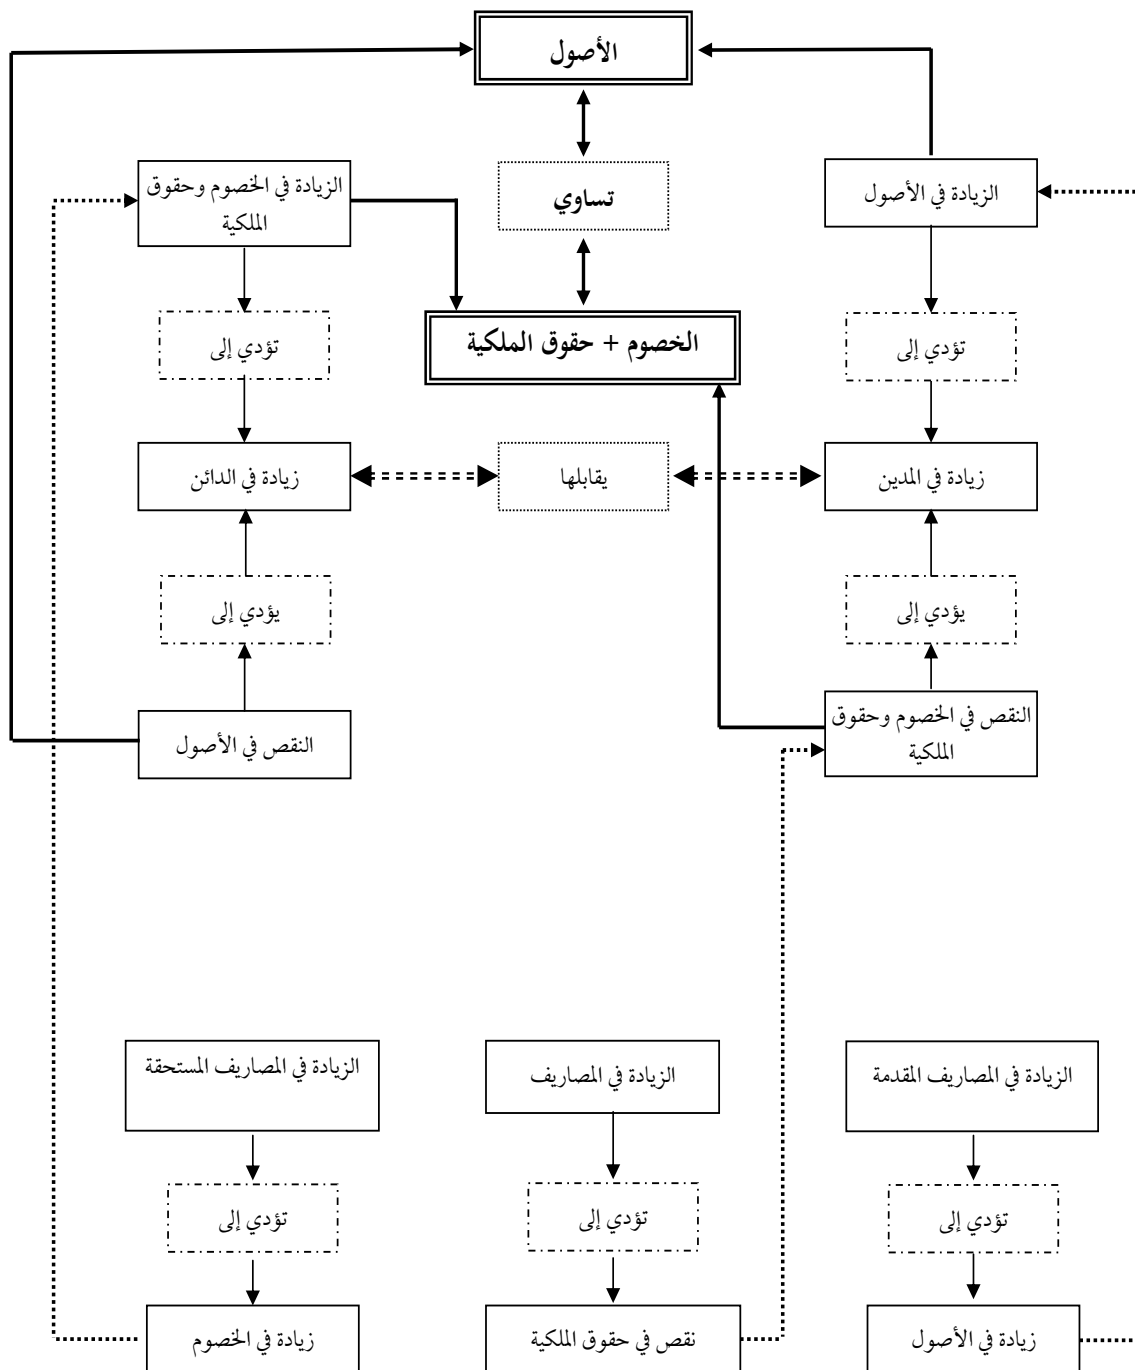 الأصول
الزيادة في الأصول
تساوي
الزيادة في الخصوم وحقوق
الملكية
الخصوم + حقوق الملكية
تؤدي إلى
تؤدي إلى
زيادة في المدين
يقابلها
زيادة في الدائن
يؤدي إلى
يؤدي إلى
النقص في الخصوم وحقوق
الملكية
النقص في الأصول
الزيادة في المصاريف المقدمة
الزيادة في المصاريف
الزيادة في المصاريف المستحقة
تؤدي إلى
تؤدي إلى
تؤدي إلى
زيادة في الأصول
نقص في حقوق الملكية
زيادة في الخصوم